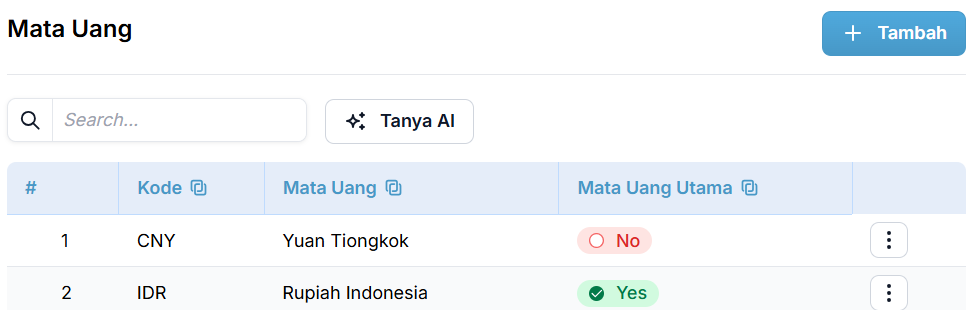 Mata Uang
Tambah
Search...
Tanya AI
# Kode Mata Uang Mata Uang Utama
1 CNY Yuan Tiongkok No
2 IDR Rupiah Indonesia Yes